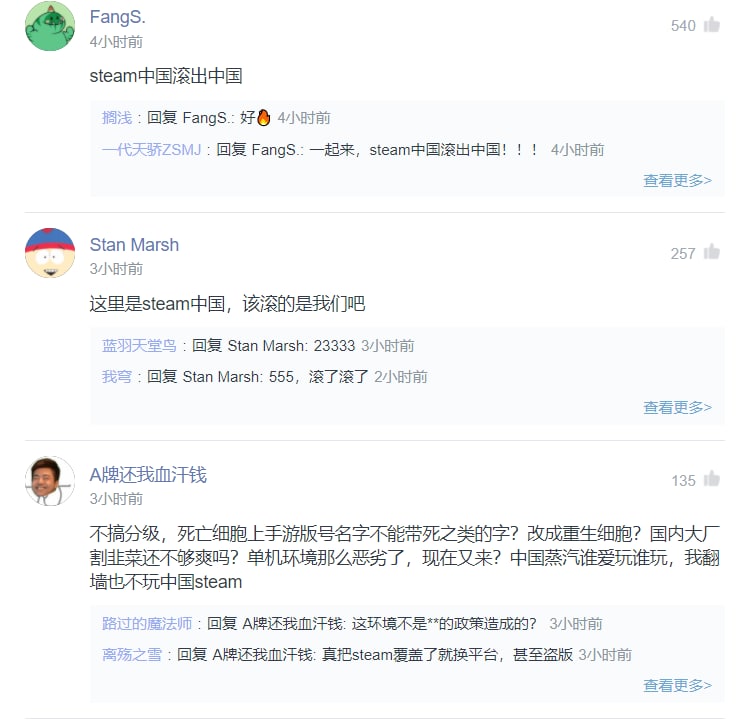 FangS.
540
4小时前
steam中国滚出中国
搁浅：回复 FangS.: 好🔥 4小时前
一代天骄ZSMJ：回复 FangS.: 一起来，steam中国滚出中国！！！ 4小时前
查看更多>
Stan Marsh
257
3小时前
这里是steam中国，该滚的是我们吧
蓝羽天堂鸟：回复 Stan Marsh: 23333 3小时前
我穹：回复 Stan Marsh: 555，滚了滚了 2小时前
查看更多>
A牌还我血汗钱
135
3小时前
不搞分级，死亡细胞上手游版号名字不能带死之类的字？改成重生细胞？国内大厂
割韭菜还不够爽吗？单机环境那么恶劣了，现在又来？中国蒸汽谁爱玩谁玩，我翻
墙也不玩中国steam
路过的魔法师：回复 A牌还我血汗钱: 这环境不是**的政策造成的？ 3小时前
离殇之雪：回复 A牌还我血汗钱: 真把steam覆盖了就换平台，甚至盗版 3小时前
查看更多>